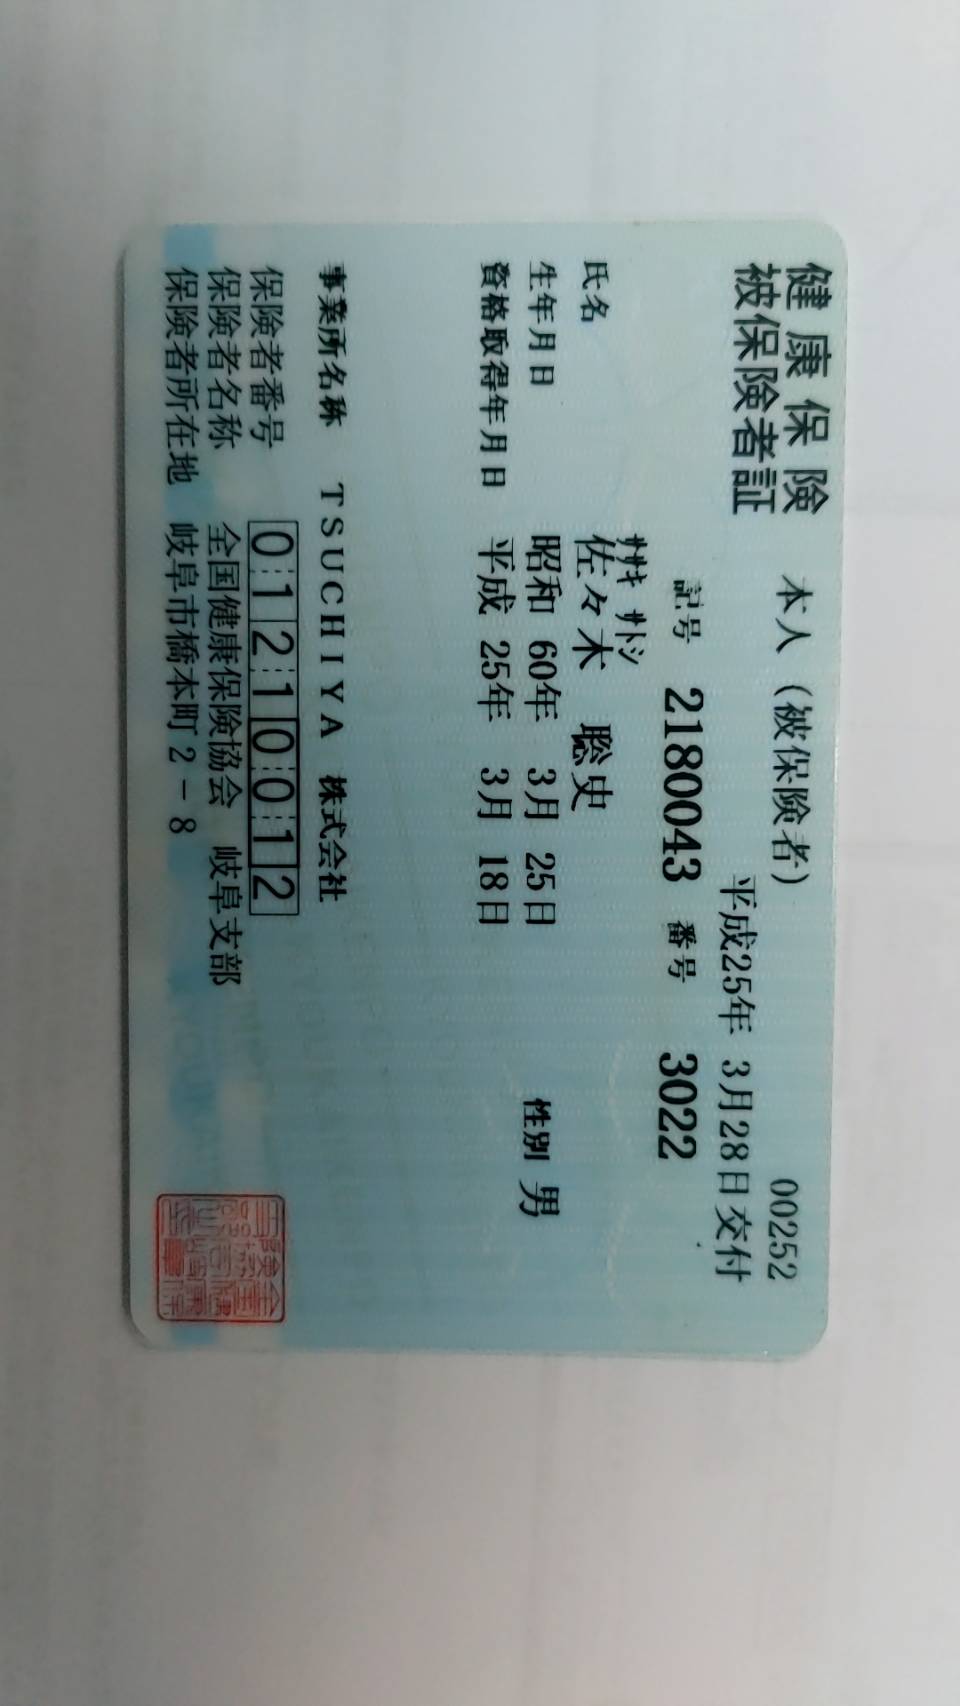 健康保険 本人（被保険者） 00252
被保険者証 平成25年 3月28日交付
記号 2180043 番号 3022
ｻｻｷ ｻﾄｼ
氏名 佐々木 聡史
生年月日 昭和 60年 3月 25日 性別 男
資格取得年月日 平成 25年 3月 18日
事業所名称 ＴＳＵＣＨＩＹＡ 株式会社
保険者番号 01210012
保険者名称 全国健康保険協会 岐阜支部
保険者所在地 岐阜市橋本町２－８